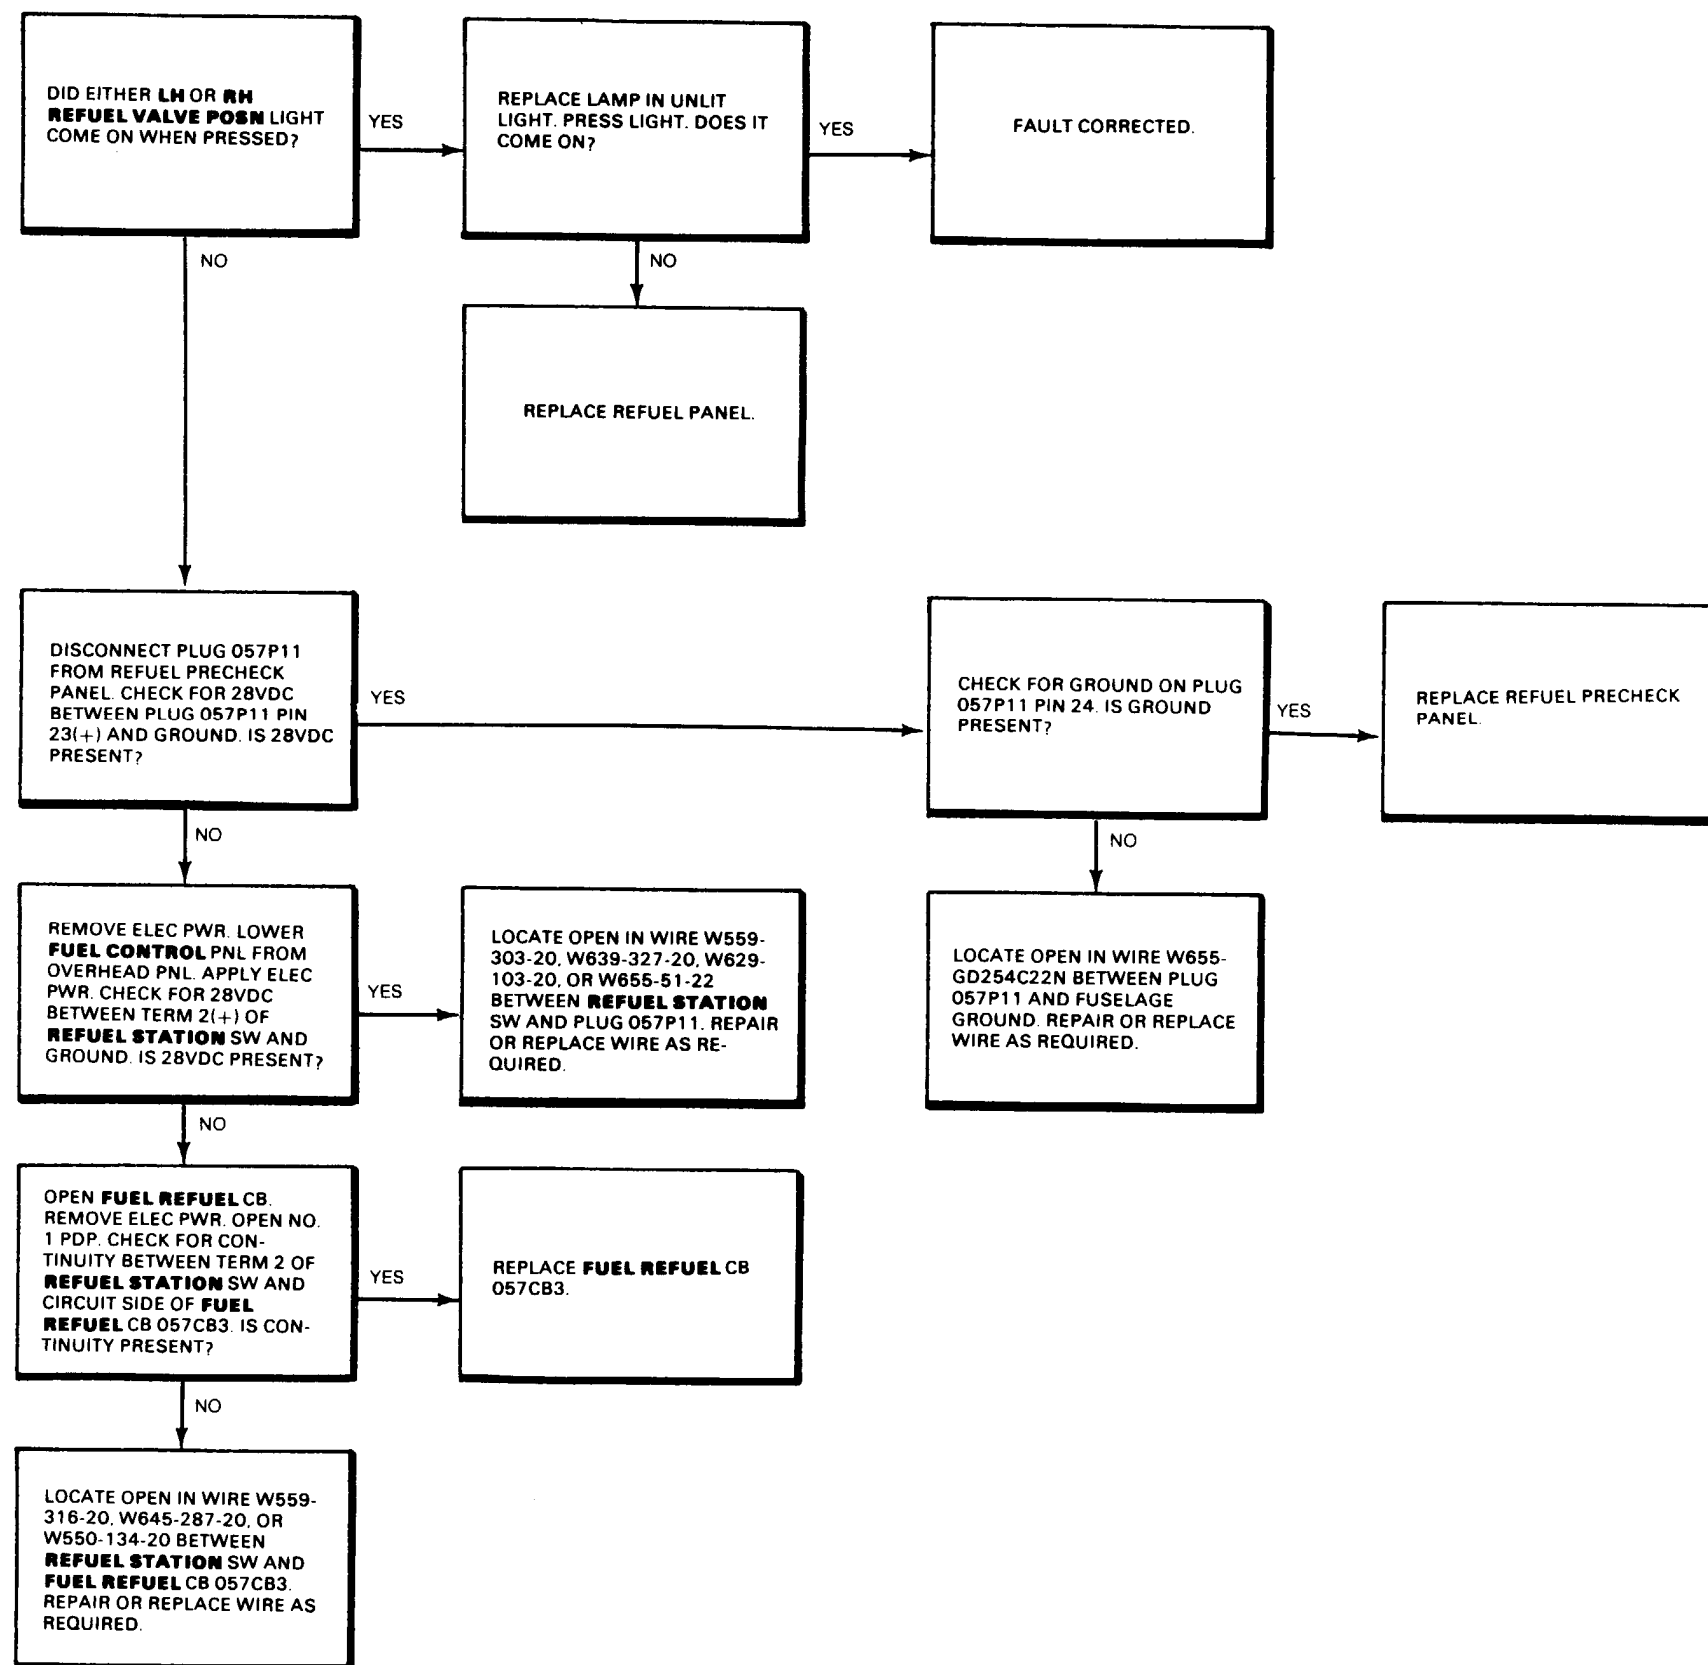 DID EITHER LH OR RH
REFUEL VALVE POSN LIGHT
COME ON WHEN PRESSED?
YES
REPLACE LAMP IN UNLIT
LIGHT. PRESS LIGHT. DOES IT
COME ON?
YES
FAULT CORRECTED.
NO
NO
REPLACE REFUEL PANEL.
DISCONNECT PLUG 057P11
FROM REFUEL PRECHECK
PANEL. CHECK FOR 28VDC
BETWEEN PLUG 057P11 PIN
23(+) AND GROUND. IS 28VDC
PRESENT?
YES
CHECK FOR GROUND ON PLUG
057P11 PIN 24. IS GROUND
PRESENT?
YES
REPLACE REFUEL PRECHECK
PANEL.
NO
NO
REMOVE ELEC PWR. LOWER
FUEL CONTROL PNL FROM
OVERHEAD PNL. APPLY ELEC
PWR. CHECK FOR 28VDC
BETWEEN TERM 2(+) OF
REFUEL STATION SW AND
GROUND. IS 28VDC PRESENT?
YES
LOCATE OPEN IN WIRE W559-
303-20, W639-327-20, W629-
103-20, OR W655-51-22
BETWEEN REFUEL STATION
SW AND PLUG 057P11. REPAIR
OR REPLACE WIRE AS RE-
QUIRED.
LOCATE OPEN IN WIRE W655-
GD254C22N BETWEEN PLUG
057P11 AND FUSELAGE
GROUND. REPAIR OR REPLACE
WIRE AS REQUIRED.
NO
OPEN FUEL REFUEL CB.
REMOVE ELEC PWR. OPEN NO.
1 PDP. CHECK FOR CON-
TINUITY BETWEEN TERM 2 OF
REFUEL STATION SW AND
CIRCUIT SIDE OF FUEL
REFUEL CB 057CB3. IS CON-
TINUITY PRESENT?
YES
REPLACE FUEL REFUEL CB
057CB3.
NO
LOCATE OPEN IN WIRE W559-
316-20, W645-287-20, OR
W550-134-20 BETWEEN
REFUEL STATION SW AND
FUEL REFUEL CB 057CB3.
REPAIR OR REPLACE WIRE AS
REQUIRED.